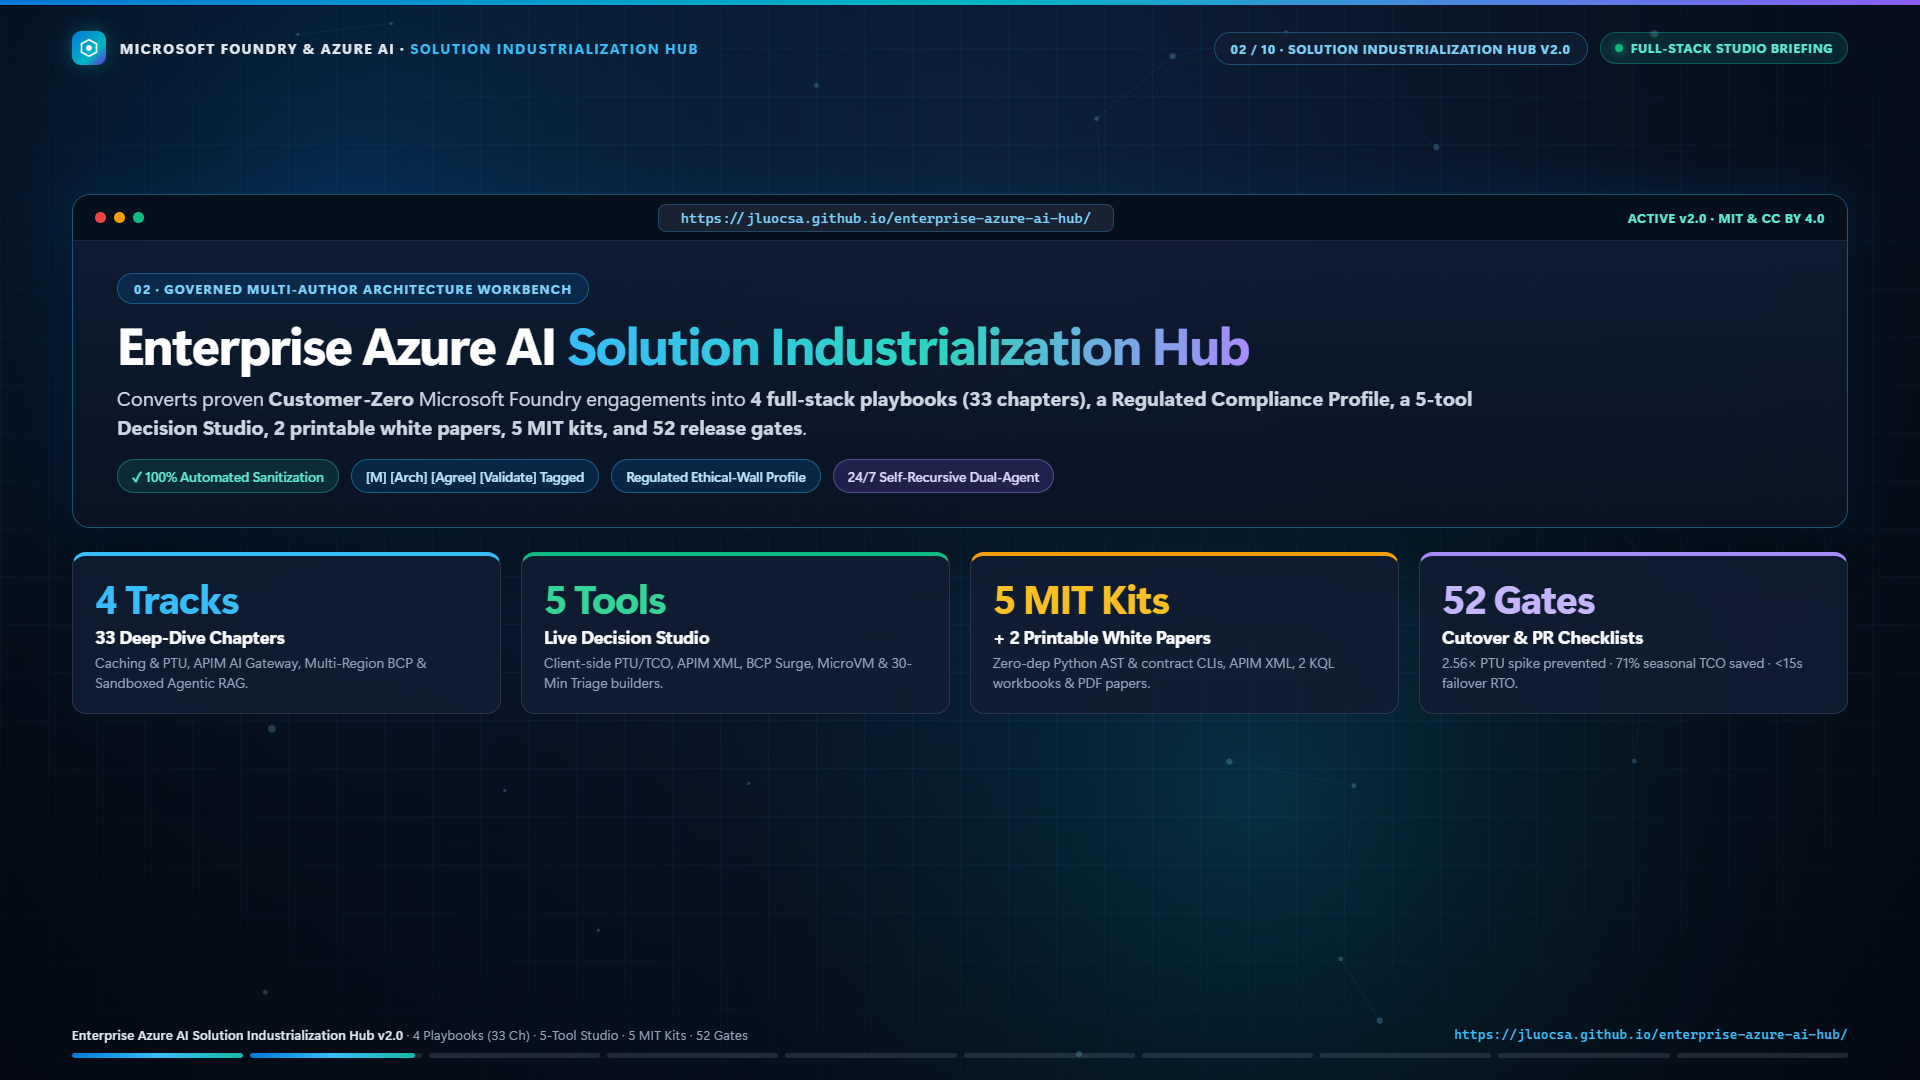 MICROSOFT FOUNDRY & AZURE AI · SOLUTION INDUSTRIALIZATION HUB
02 / 10 · SOLUTION INDUSTRIALIZATION HUB V2.0
FULL-STACK STUDIO BRIEFING
https://jluocsa.github.io/enterprise-azure-ai-hub/
ACTIVE v2.0 · MIT & CC BY 4.0
02 · GOVERNED MULTI-AUTHOR ARCHITECTURE WORKBENCH
Enterprise Azure AI Solution Industrialization Hub
Converts proven Customer-Zero Microsoft Foundry engagements into 4 full-stack playbooks (33 chapters), a Regulated Compliance Profile, a 5-tool
Decision Studio, 2 printable white papers, 5 MIT kits, and 52 release gates.
✓ 100% Automated Sanitization
[M] [Arch] [Agree] [Validate] Tagged
Regulated Ethical-Wall Profile
24/7 Self-Recursive Dual-Agent
4 Tracks
33 Deep-Dive Chapters
Caching & PTU, APIM AI Gateway, Multi-Region BCP &
Sandboxed Agentic RAG.
5 Tools
Live Decision Studio
Client-side PTU/TCO, APIM XML, BCP Surge, MicroVM & 30-
Min Triage builders.
5 MIT Kits
+ 2 Printable White Papers
Zero-dep Python AST & contract CLIs, APIM XML, 2 KQL
workbooks & PDF papers.
52 Gates
Cutover & PR Checklists
2.56× PTU spike prevented · 71% seasonal TCO saved · <15s
failover RTO.
Enterprise Azure AI Solution Industrialization Hub v2.0 · 4 Playbooks (33 Ch) · 5-Tool Studio · 5 MIT Kits · 52 Gates
https://jluocsa.github.io/enterprise-azure-ai-hub/